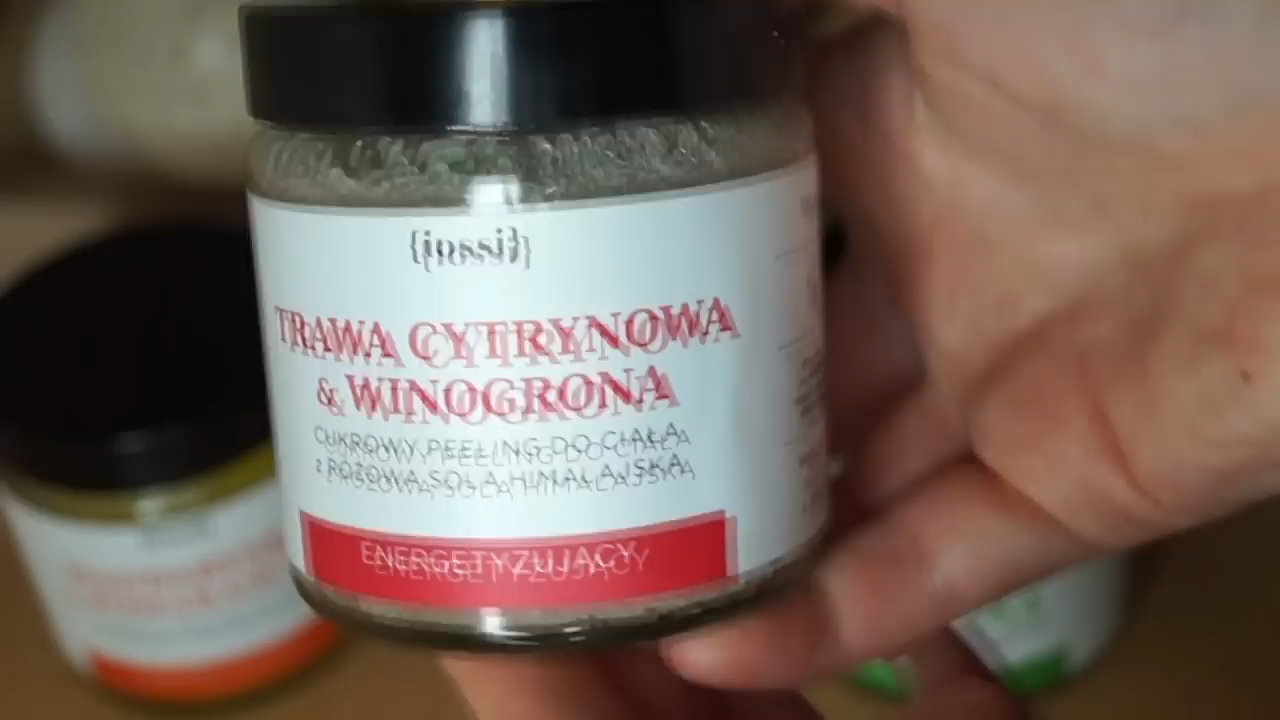 {iossi}
TRAWA CYTRYNOWA
& WINOGRONA
CUKROWY PEELING DO CIAŁA
z RÓŻOWĄ SOLĄ HIMALAJSKĄ
ENERGETYZUJĄCY